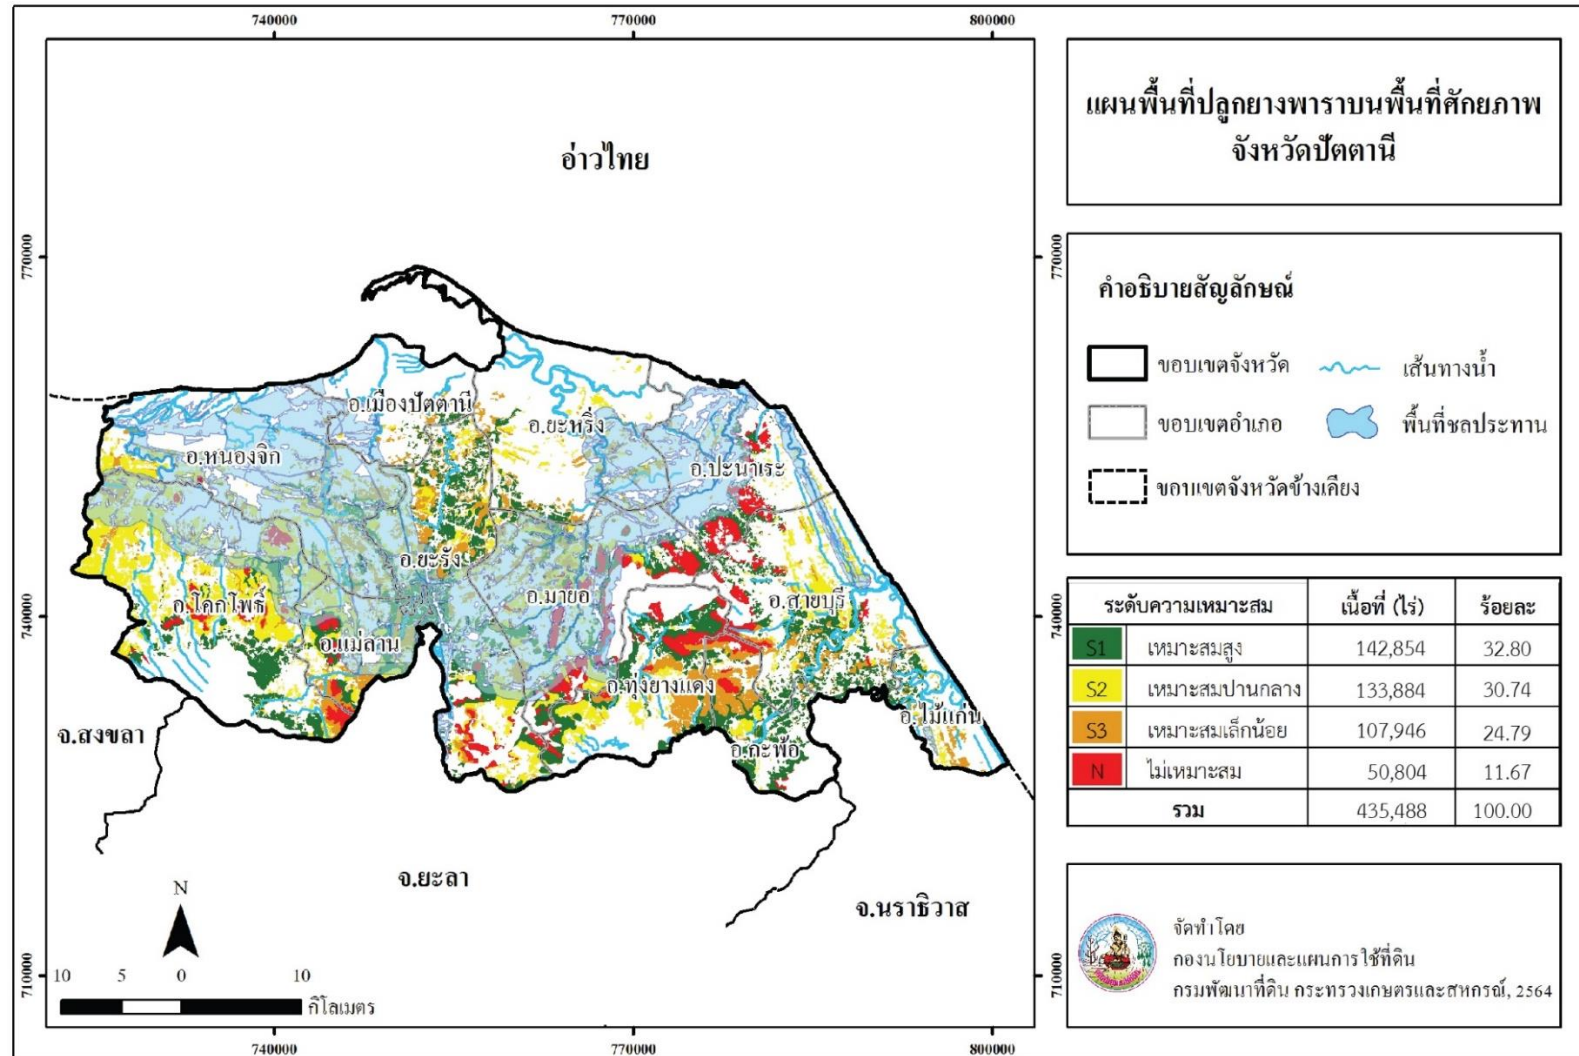 740000
770000
800000
แผนพื้นที่ปลูกยางพาราบนพื้นที่ศักยภาพ
จังหวัดปัตตานี
อ่าวไทย
770000
770000
คำอธิบายสัญลักษณ์
ขอบเขตจังหวัด
เส้นทางน้ำ
ขอบเขตอำเภอ
พื้นที่ชลประทาน
ขอบเขตจังหวัดข้างเคียง
อ.เมืองปัตตานี
อ.ยะหริ่ง
อ.หนองจิก
อ.ปะนาเระ
อ.ยะรัง
อ.มายอ
อ.สายบุรี
อ.โคกโพธิ์
อ.แม่ลาน
อ.ทุ่งยางแดง
อ.ไม้แก่น
อ.กะพ้อ
740000
740000
ระดับความเหมาะสม เนื้อที่ (ไร่) ร้อยละ
S1 เหมาะสมสูง 142,854 32.80
S2 เหมาะสมปานกลาง 133,884 30.74
S3 เหมาะสมเล็กน้อย 107,946 24.79
N ไม่เหมาะสม 50,804 11.67
รวม 435,488 100.00
จ.สงขลา
จ.ยะลา
จ.นราธิวาส
N
10 5 0 10
กิโลเมตร
710000
710000
จัดทำโดย
กองนโยบายและแผนการใช้ที่ดิน
กรมพัฒนาที่ดิน กระทรวงเกษตรและสหกรณ์, 2564
740000
770000
800000